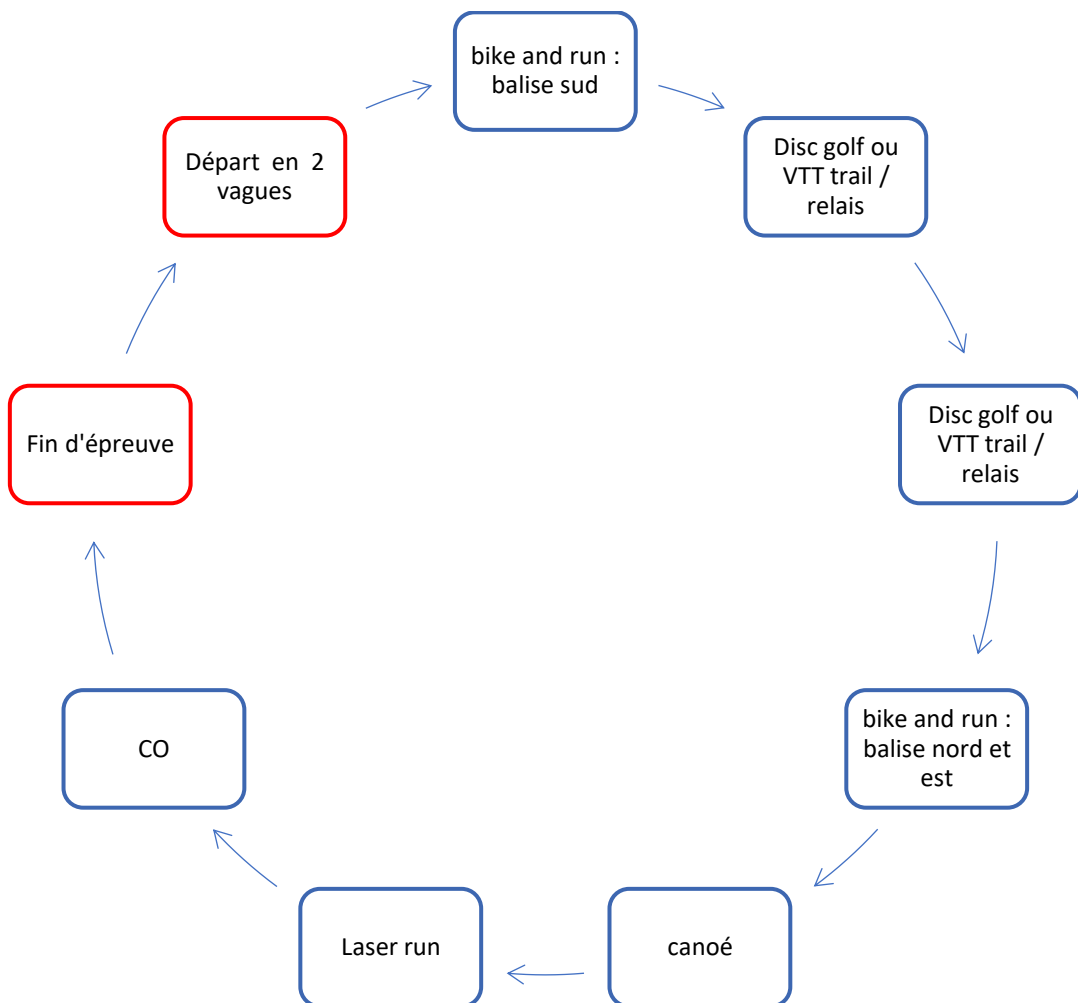 bike and run :
balise sud
Disc golf ou
VTT trail /
relais
Disc golf ou
VTT trail /
relais
bike and run :
balise nord et
est
canoé
Laser run
CO
Fin d'épreuve
Départ en 2
vagues